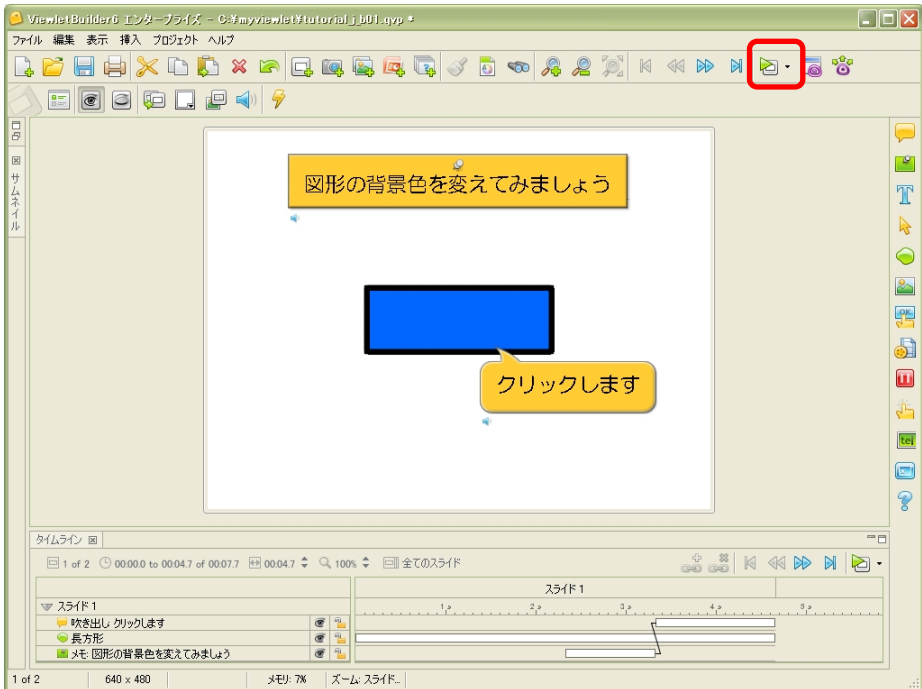 ViewletBuilder6 エンタープライズ - C:¥myviewlet¥tutorial_j_b01.qvp *
ファイル 編集 表示 挿入 プロジェクト ヘルプ
サムネイル
図形の背景色を変えてみましょう
クリックします
OK
T
tej
タイムライン
1 of 2 00:00.0 to 00:04.7 of 00:07.7 00:04.7 100% 全てのスライド
スライド 1
スライド 1
1s 2s 3s 4s 5s
吹き出し クリックします
長方形
メモ: 図形の背景色を変えてみましょう
1 of 2 640 x 480 メモリ: 7% ズーム: スライド...